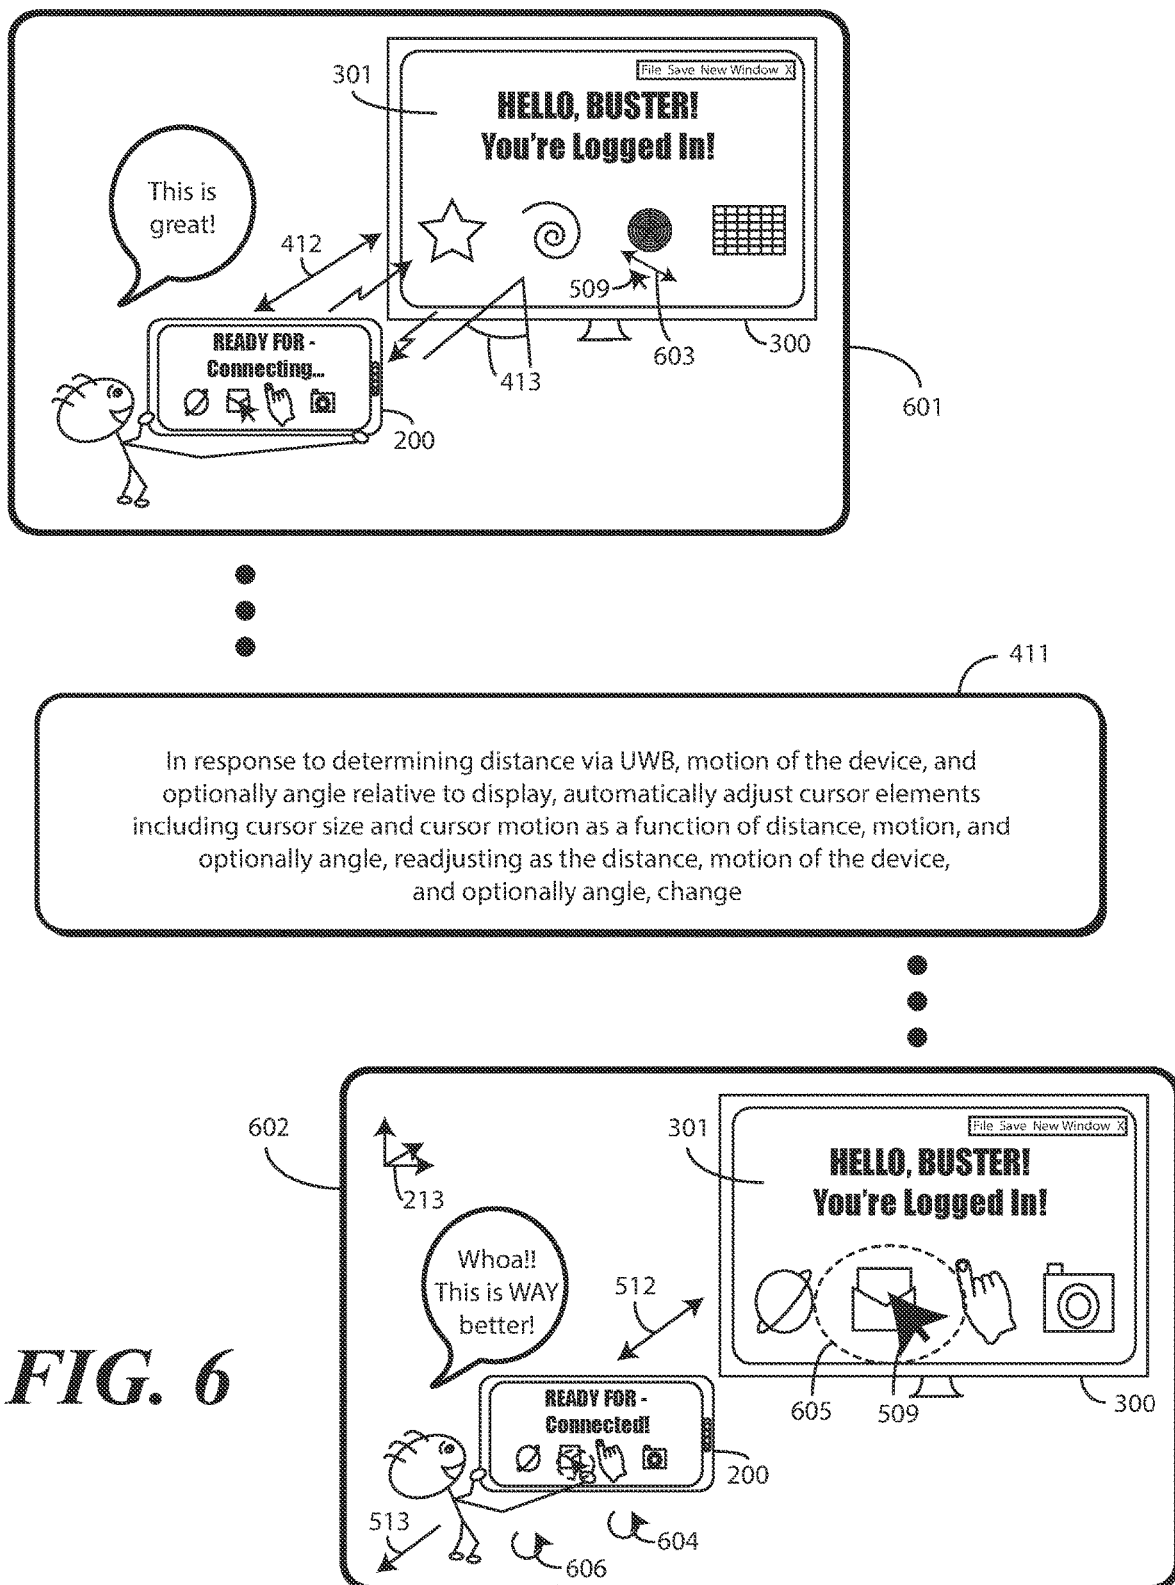 File Save New Window X
301
HELLO, BUSTER!
You're Logged In!
This is
great!
412
509
603
300
413
601
READY FOR -
Connecting...
200
411
In response to determining distance via UWB, motion of the device, and
optionally angle relative to display, automatically adjust cursor elements
including cursor size and cursor motion as a function of distance, motion, and
optionally angle, readjusting as the distance, motion of the device,
and optionally angle, change
602
213
301
File Save New Window X
HELLO, BUSTER!
You're Logged In!
Whoa!!
This is WAY
better!
512
605
509
300
FIG. 6
READY FOR -
Connected!
200
513
604
606